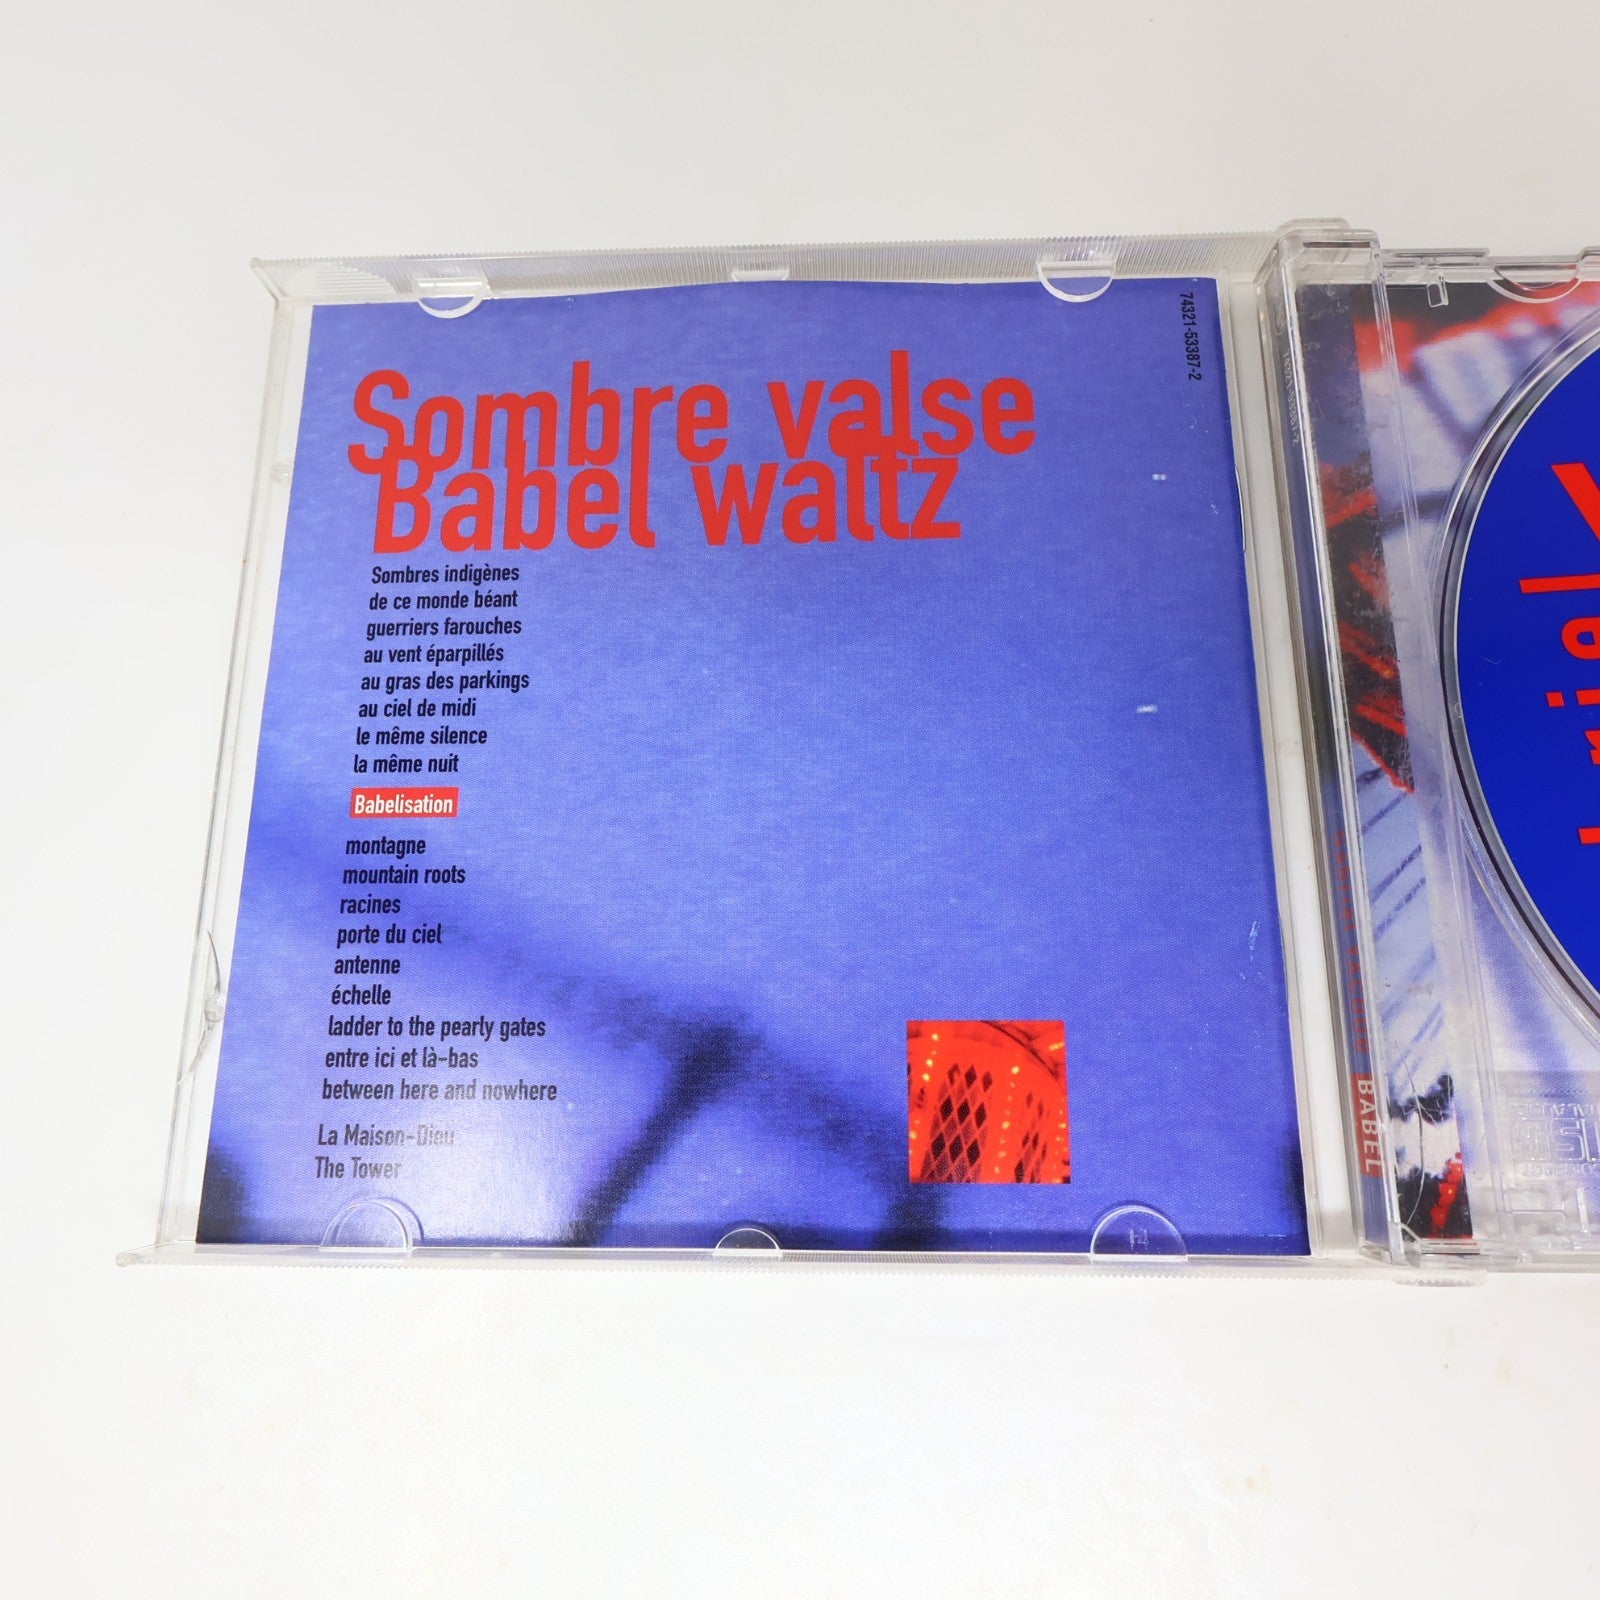 Sombre valse
Babel waltz
74321-53387-2
Sombres indigènes
de ce monde béant
guerriers farouches
au vent éparpillés
au gras des parkings
au ciel de midi
le même silence
la même nuit
Babelisation
montagne
mountain roots
racines
porte du ciel
antenne
échelle
ladder to the pearly gates
entre ici et là-bas
between here and nowhere
La Maison-Dieu
The Tower
BABEL